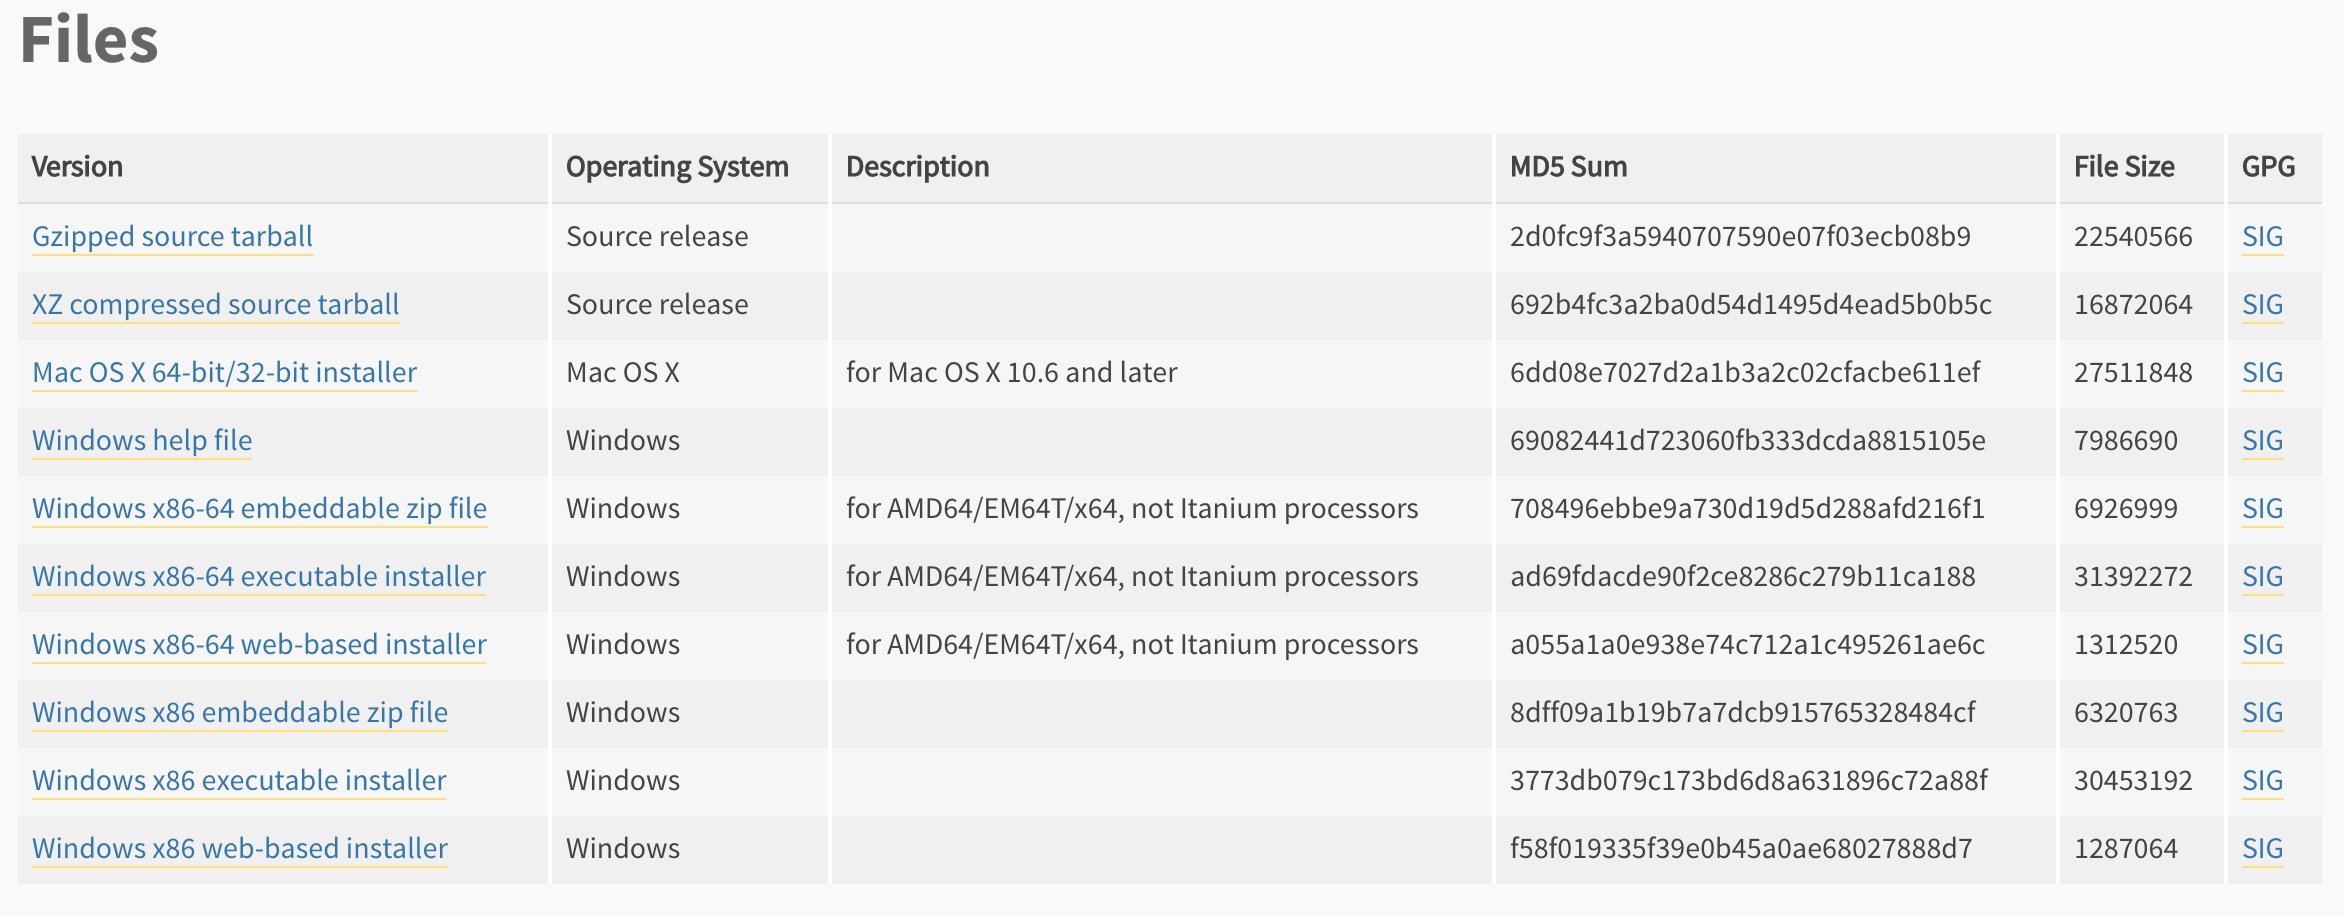 Files
Version Operating System Description MD5 Sum File Size GPG
Gzipped source tarball Source release 2d0fc9f3a5940707590e07f03ecb08b9 22540566 SIG
XZ compressed source tarball Source release 692b4fc3a2ba0d54d1495d4ead5b0b5c 16872064 SIG
Mac OS X 64-bit/32-bit installer Mac OS X for Mac OS X 10.6 and later 6dd08e7027d2a1b3a2c02cfacbe611ef 27511848 SIG
Windows help file Windows 69082441d723060fb333dcda8815105e 7986690 SIG
Windows x86-64 embeddable zip file Windows for AMD64/EM64T/x64, not Itanium processors 708496ebbe9a730d19d5d288afd216f1 6926999 SIG
Windows x86-64 executable installer Windows for AMD64/EM64T/x64, not Itanium processors ad69fdacde90f2ce8286c279b11ca188 31392272 SIG
Windows x86-64 web-based installer Windows for AMD64/EM64T/x64, not Itanium processors a055a1a0e938e74c712a1c495261ae6c 1312520 SIG
Windows x86 embeddable zip file Windows 8dff09a1b19b7a7dcb915765328484cf 6320763 SIG
Windows x86 executable installer Windows 3773db079c173bd6d8a631896c72a88f 30453192 SIG
Windows x86 web-based installer Windows f58f019335f39e0b45a0ae68027888d7 1287064 SIG